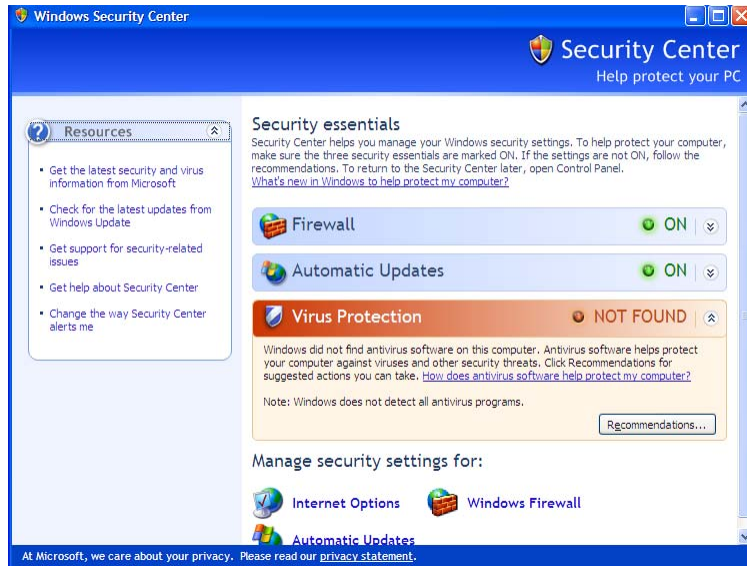 Windows Security Center
Security Center
Help protect your PC
Resources
Get the latest security and virus
information from Microsoft
Check for the latest updates from
Windows Update
Get support for security-related
issues
Get help about Security Center
Change the way Security Center
alerts me
Security essentials
Security Center helps you manage your Windows security settings. To help protect your computer,
make sure the three security essentials are marked ON. If the settings are not ON, follow the
recommendations. To return to the Security Center later, open Control Panel.
What's new in Windows to help protect my computer?
Firewall ON
Automatic Updates ON
Virus Protection NOT FOUND
Windows did not find antivirus software on this computer. Antivirus software helps protect
your computer against viruses and other security threats. Click Recommendations for
suggested actions you can take. How does antivirus software help protect my computer?
Note: Windows does not detect all antivirus programs.
Recommendations...
Manage security settings for:
Internet Options Windows Firewall
Automatic Updates
At Microsoft, we care about your privacy. Please read our privacy statement.